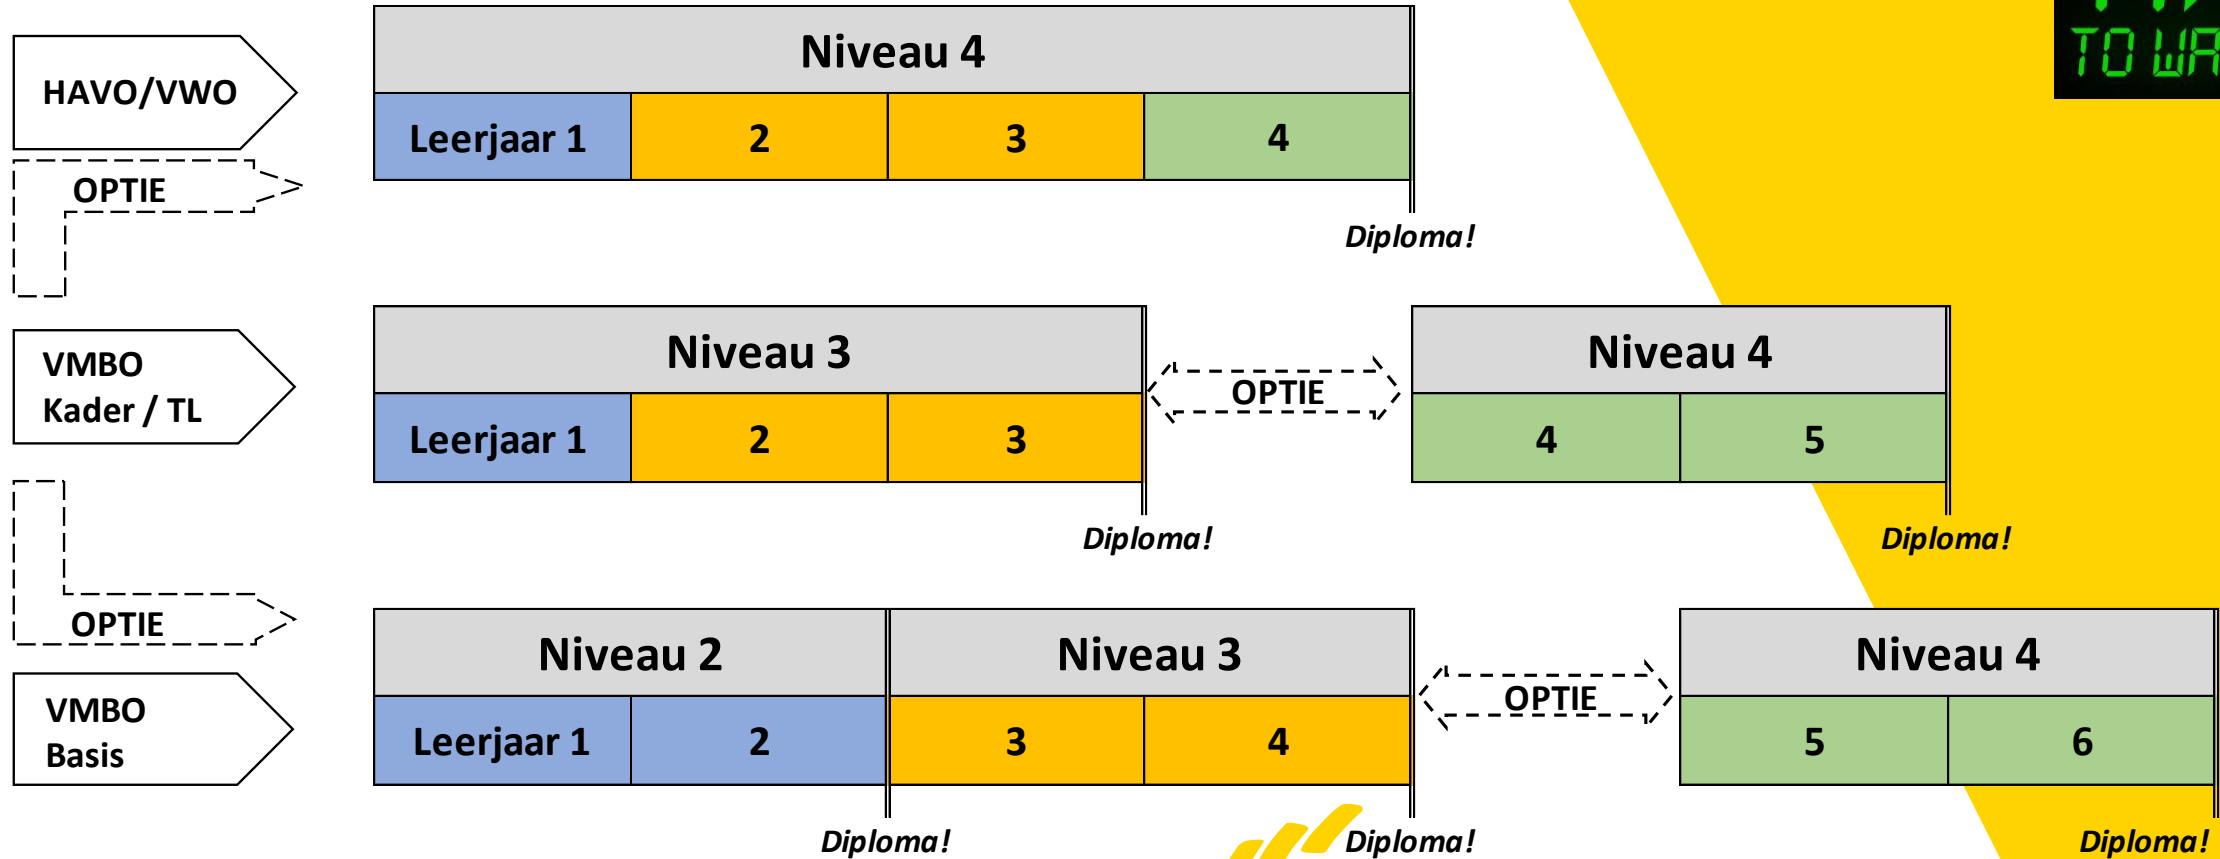 HAVO/VWO
Niveau 4
Leerjaar 1
2
3
4
OPTIE
Diploma!
TO
VMBO
Kader / TL
Niveau 3
Leerjaar 1
2
3
OPTIE
Niveau 4
4
5
Diploma!
Diploma!
OPTIE
VMBO
Basis
Niveau 2
Niveau 3
Leerjaar 1
2
3
4
OPTIE
Niveau 4
5
6
Diploma!
Diploma!
Diploma!